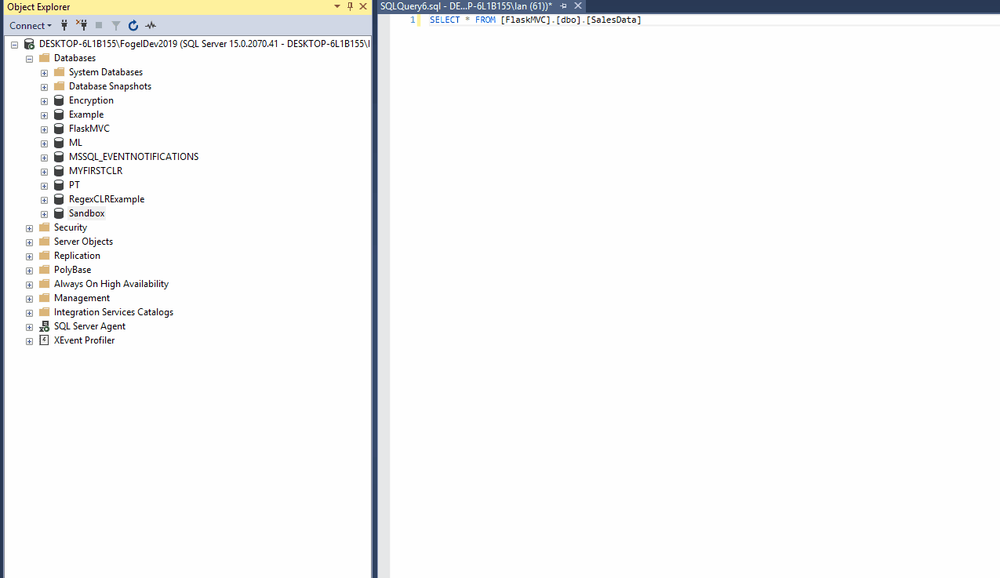 Object Explorer
Connect
DESKTOP-6L1B155\FogelDev2019 (SQL Server 15.0.2070.41 - DESKTOP-6L1B155\I
Databases
System Databases
Database Snapshots
Encryption
Example
FlaskMVC
ML
MSSQL_EVENTNOTIFICATIONS
MYFIRSTCLR
PT
RegexCLRExample
Sandbox
Security
Server Objects
Replication
PolyBase
Always On High Availability
Management
Integration Services Catalogs
SQL Server Agent
XEvent Profiler
SQLQuery6.sql - DE...P-6L1B155\Ian (61))*
1 SELECT * FROM [FlaskMVC].[dbo].[SalesData]